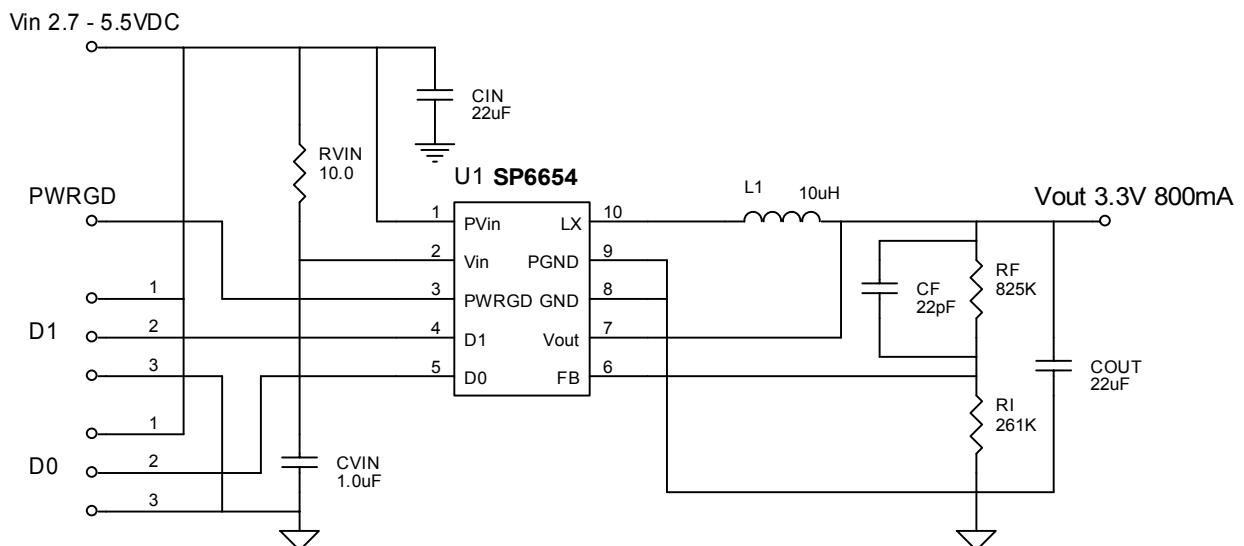 Vin 2.7 - 5.5VDC
CIN
22uF
RVIN
10.0
U1 SP6654
L1
10uH
Vout 3.3V 800mA
PWRGD
1
PVin
LX
10
2
Vin
PGND
9
3
PWRGD
GND
8
4
D1
Vout
7
5
D0
FB
6
1
D1
2
3
1
D0
2
3
CF
22pF
RF
825K
COUT
22uF
RI
261K
CVIN
1.0uF